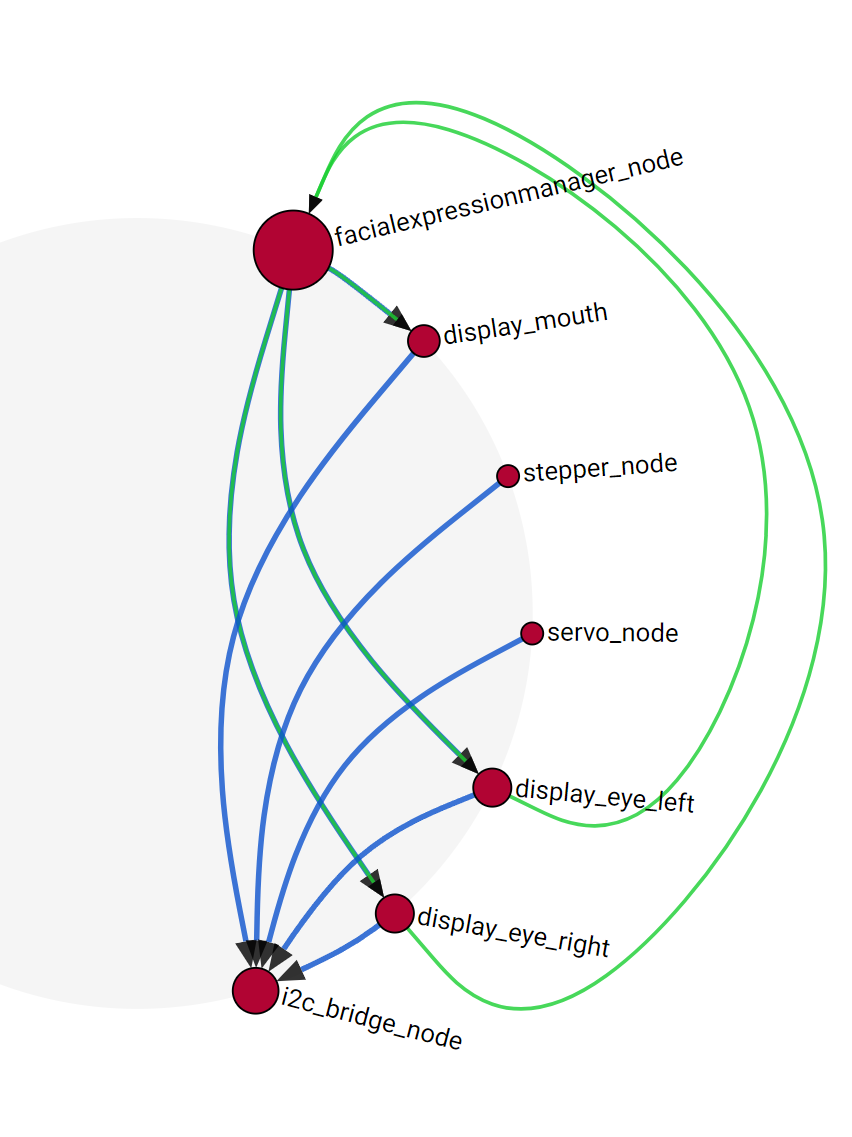 facialexpressionmanager_node
display_mouth
stepper_node
servo_node
display_eye_left
display_eye_right
i2c_bridge_node